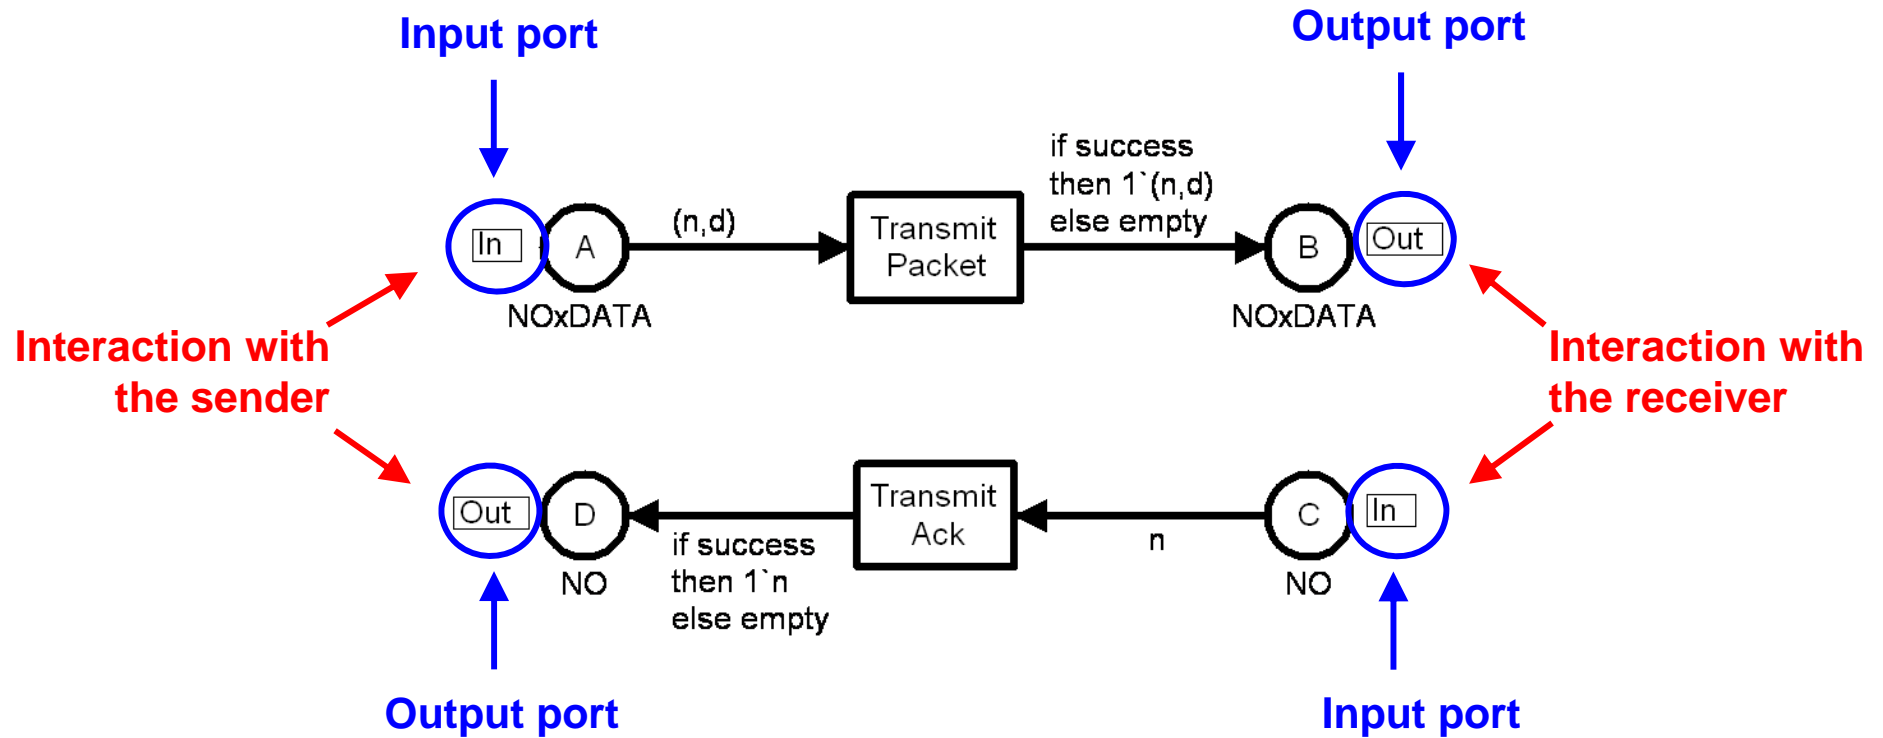 Input port
Output port
if success
then 1`(n,d)
else empty
In
A
(n,d)
Transmit
Packet
B
Out
NOxDATA
NOxDATA
Interaction with
the sender
Interaction with
the receiver
Out
D
Transmit
Ack
C
In
n
if success
then 1`n
else empty
NO
NO
Output port
Input port